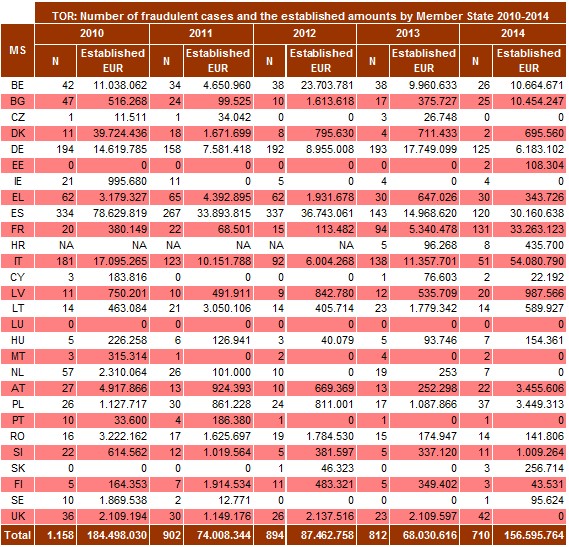 TOR: Number of fraudulent cases and the established amounts by Member State 2010-2014
MS 2010 2011 2012 2013 2014
N Established EUR N Established EUR N Established EUR N Established EUR N Established EUR
BE 42 11.038.062 34 4.650.960 38 23.703.781 38 9.960.633 26 10.664.671
BG 47 516.268 24 99.525 10 1.613.618 17 375.727 25 10.454.247
CZ 1 11.511 1 34.042 0 0 3 26.748 0 0
DK 11 39.724.436 18 1.671.699 8 795.630 4 711.433 2 695.560
DE 194 14.619.785 158 7.581.418 192 8.955.008 193 17.749.099 125 6.183.102
EE 0 0 0 0 0 0 0 0 2 108.304
IE 21 995.680 11 0 5 0 4 0 4 0
EL 62 3.179.327 65 4.392.895 62 1.931.678 30 647.026 30 343.726
ES 334 78.629.819 267 33.893.815 337 36.743.061 143 14.968.620 120 30.160.638
FR 20 380.149 22 68.501 15 113.482 94 5.340.478 131 33.263.123
HR NA NA NA NA NA NA 5 96.268 8 435.700
IT 181 17.095.265 123 10.151.788 92 6.004.268 138 11.357.701 51 54.080.790
CY 3 183.816 0 0 0 0 1 76.603 2 22.192
LV 11 750.201 10 491.911 9 842.780 12 535.709 20 987.566
LT 14 463.084 21 3.050.106 14 405.714 23 1.779.342 14 589.927
LU 0 0 0 0 0 0 0 0 0 0
HU 5 226.258 6 126.941 3 40.079 5 93.746 7 154.361
MT 3 315.314 1 0 2 0 4 0 2 0
NL 57 2.310.064 26 101.000 10 0 19 253 7 0
AT 27 4.917.866 13 924.393 10 669.369 13 252.298 22 3.455.606
PL 26 1.127.717 30 861.228 24 811.001 17 1.087.866 37 3.449.313
PT 10 33.600 4 186.380 1 0 1 0 1 0
RO 16 3.222.162 17 1.625.697 19 1.784.530 15 174.947 14 141.806
SI 22 614.562 12 1.019.564 5 381.597 5 337.120 11 1.009.264
SK 0 0 0 0 1 46.323 0 0 3 256.714
FI 5 164.353 7 1.914.534 11 483.321 5 349.402 3 43.531
SE 10 1.869.538 2 12.771 0 0 0 0 1 95.624
UK 36 2.109.194 30 1.149.176 26 2.137.516 23 2.109.597 42 0
Total 1.158 184.498.030 902 74.008.344 894 87.462.758 812 68.030.616 710 156.595.764